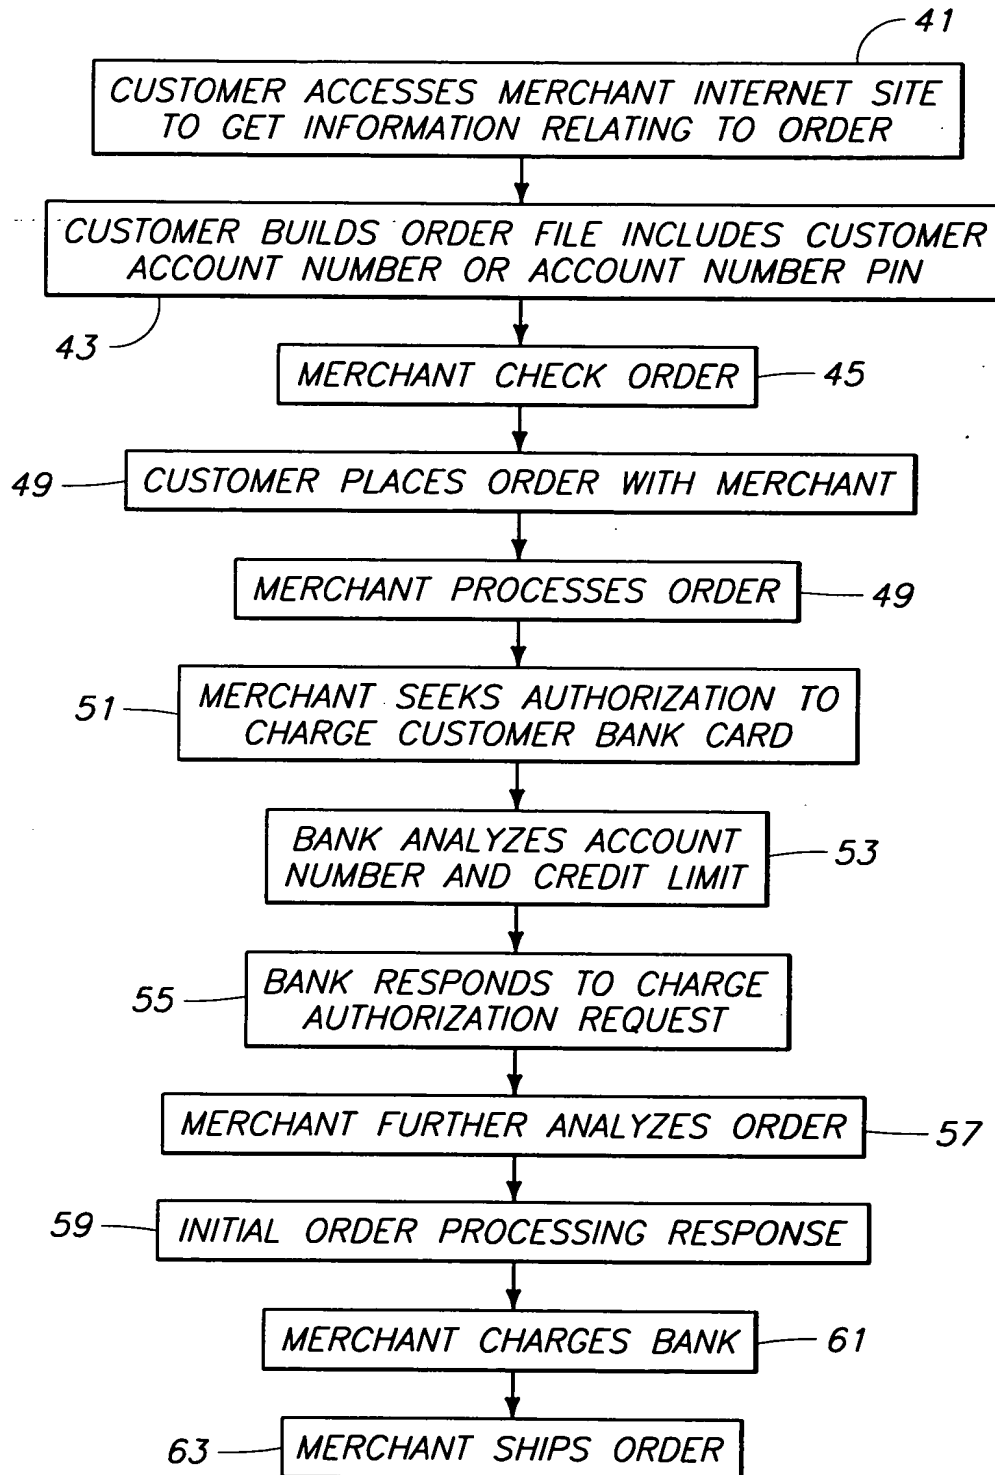 41
CUSTOMER ACCESSES MERCHANT INTERNET SITE
TO GET INFORMATION RELATING TO ORDER
CUSTOMER BUILDS ORDER FILE INCLUDES CUSTOMER
ACCOUNT NUMBER OR ACCOUNT NUMBER PIN
43
MERCHANT CHECK ORDER
45
49
CUSTOMER PLACES ORDER WITH MERCHANT
MERCHANT PROCESSES ORDER
49
51
MERCHANT SEEKS AUTHORIZATION TO
CHARGE CUSTOMER BANK CARD
BANK ANALYZES ACCOUNT
NUMBER AND CREDIT LIMIT
53
55
BANK RESPONDS TO CHARGE
AUTHORIZATION REQUEST
MERCHANT FURTHER ANALYZES ORDER
57
59
INITIAL ORDER PROCESSING RESPONSE
MERCHANT CHARGES BANK
61
63
MERCHANT SHIPS ORDER